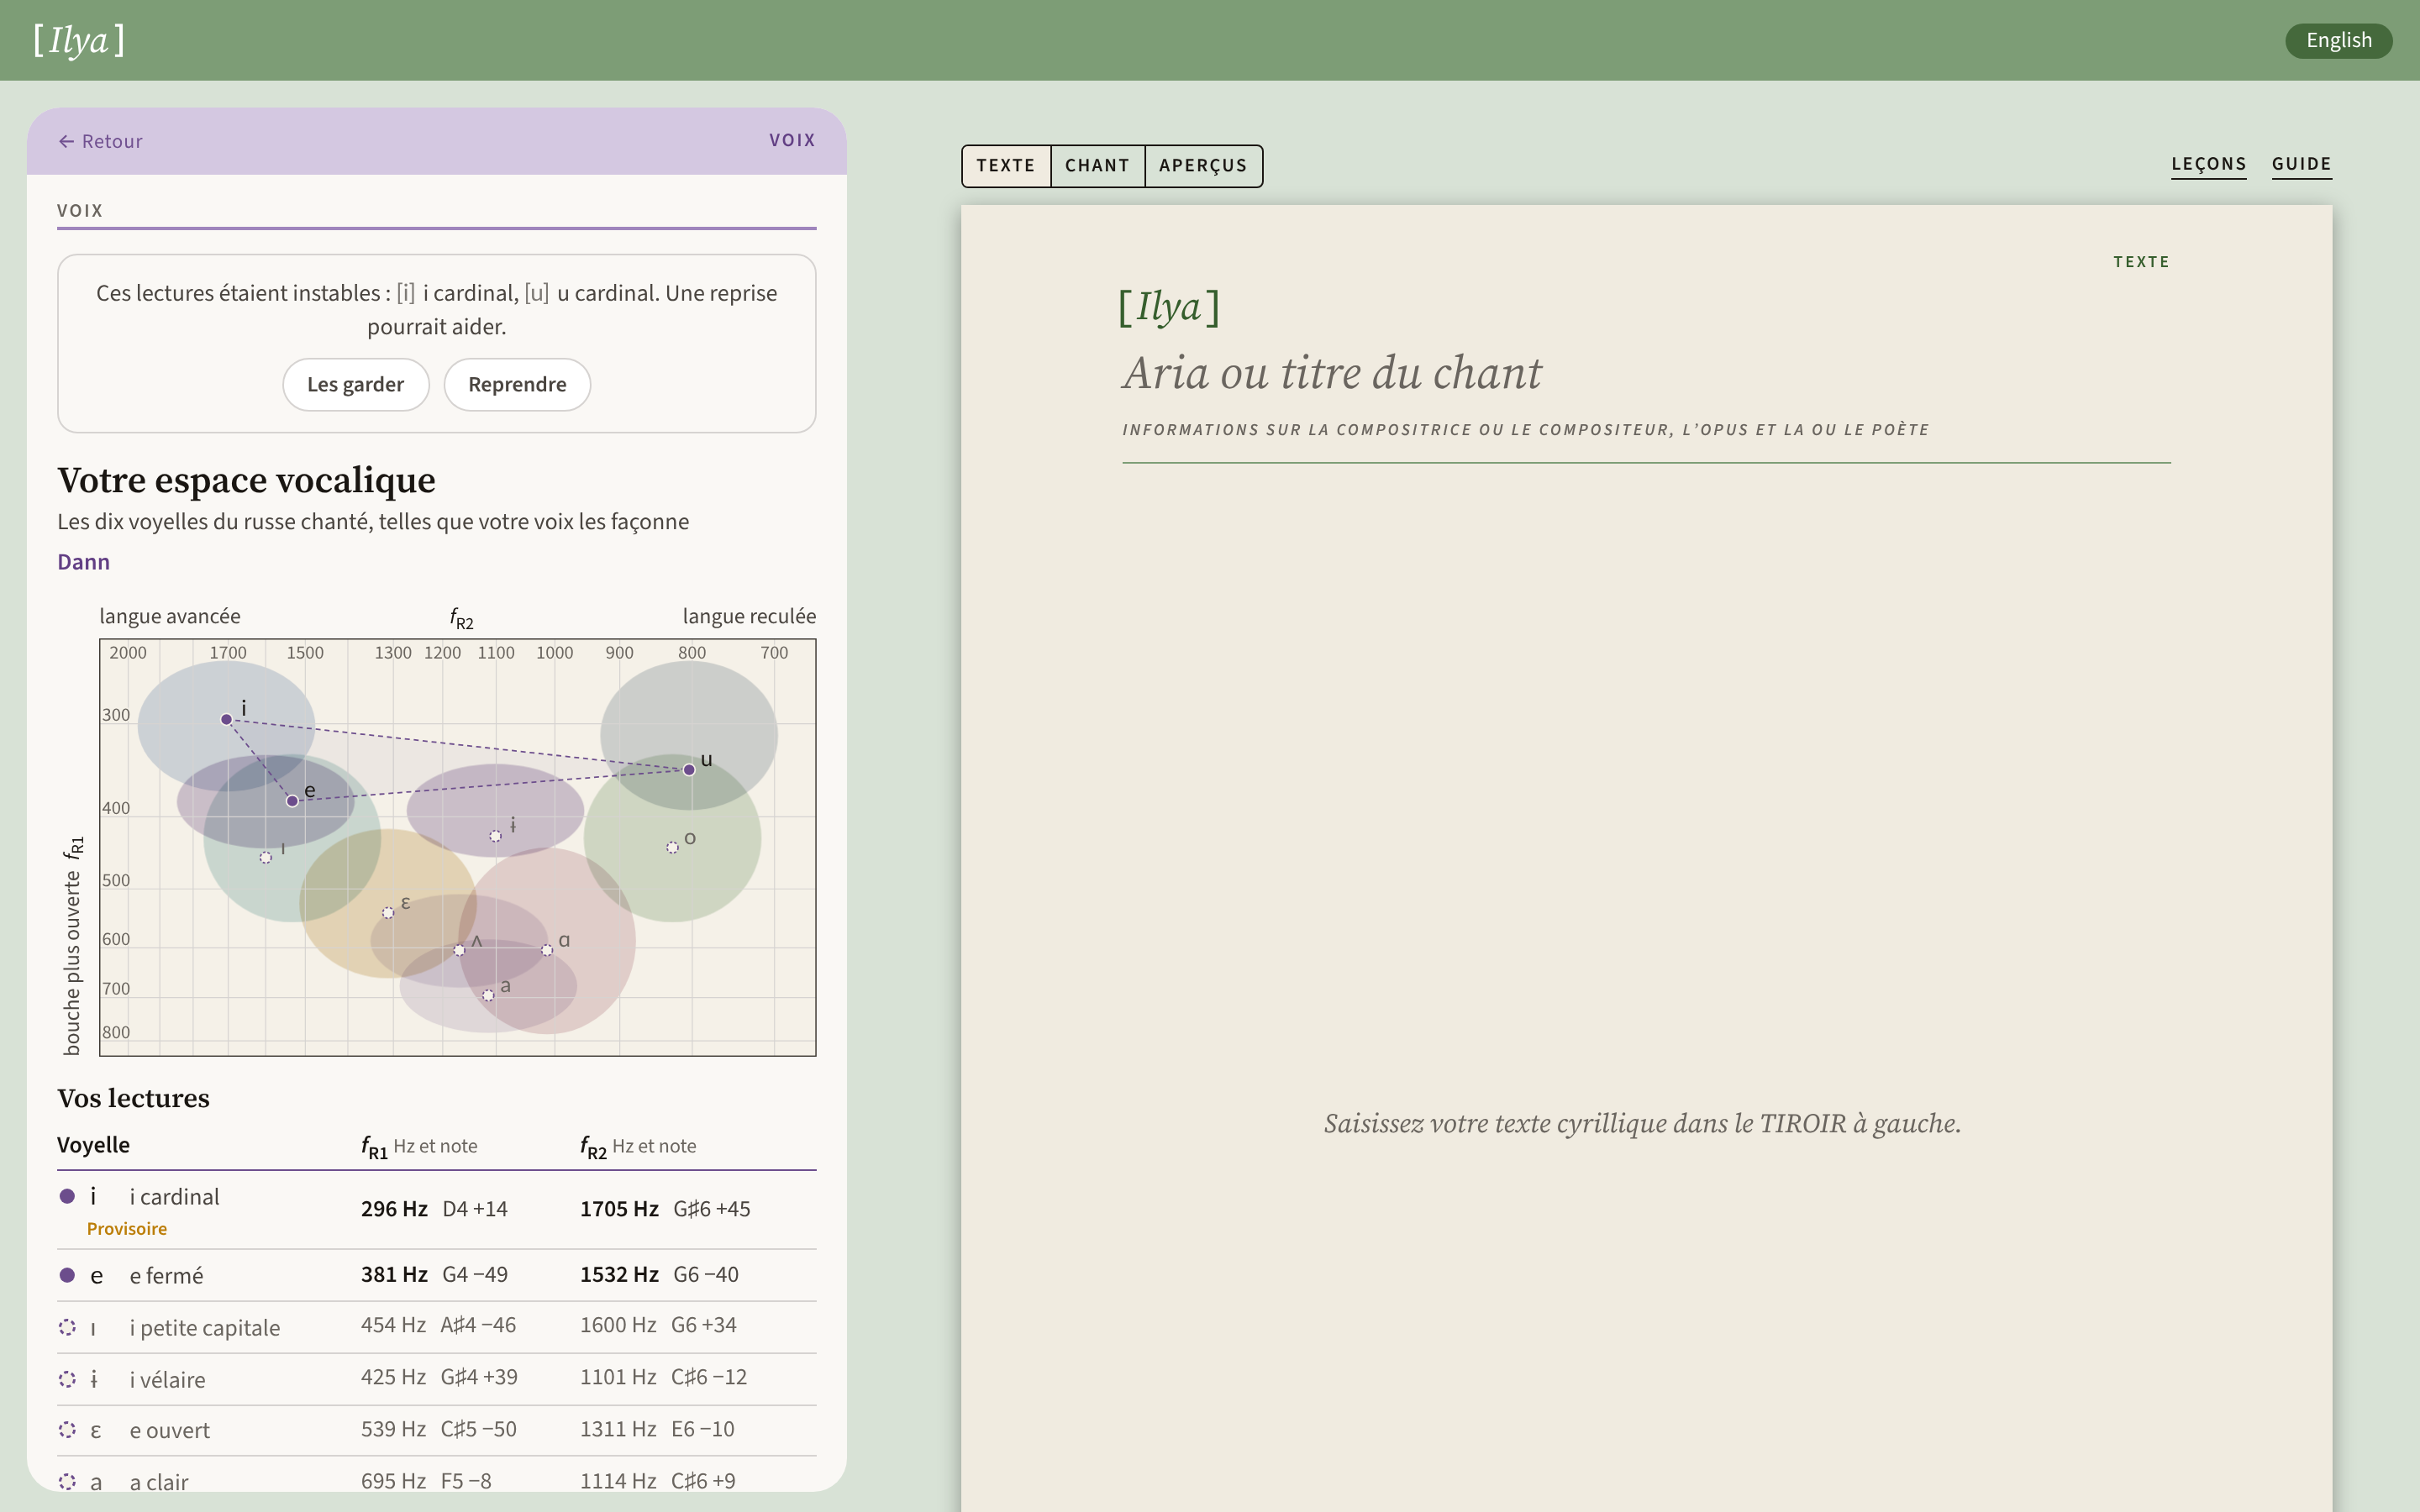 [Ilya]
English
← Retour
VOIX
VOIX
Ces lectures étaient instables : [i] i cardinal, [u] u cardinal. Une reprise
pourrait aider.
Les garder
Reprendre
Votre espace vocalique
Les dix voyelles du russe chanté, telles que votre voix les façonne
Dann
langue avancée fR2 langue reculée
2000 1700 1500 1300 1200 1100 1000 900 800 700
300
400
500
600
700
800
bouche plus ouverte fR1
i
u
e
ɨ
o
ı
ɛ
ʌ
ɑ
a
Vos lectures
Voyelle fR1 Hz et note fR2 Hz et note
i i cardinal 296 Hz D4 +14 1705 Hz G♯6 +45
Provisoire
e e fermé 381 Hz G4 −49 1532 Hz G6 −40
ı i petite capitale 454 Hz A♯4 −46 1600 Hz G6 +34
ɨ i vélaire 425 Hz G♯4 +39 1101 Hz C♯6 −12
ɛ e ouvert 539 Hz C♯5 −50 1311 Hz E6 −10
a a clair 695 Hz F5 −8 1114 Hz C♯6 +9
TEXTE CHANT APERÇUS
LEÇONS GUIDE
TEXTE
[Ilya]
Aria ou titre du chant
INFORMATIONS SUR LA COMPOSITRICE OU LE COMPOSITEUR, L’OPUS ET LA OU LE POÈTE
Saisissez votre texte cyrillique dans le TIROIR à gauche.